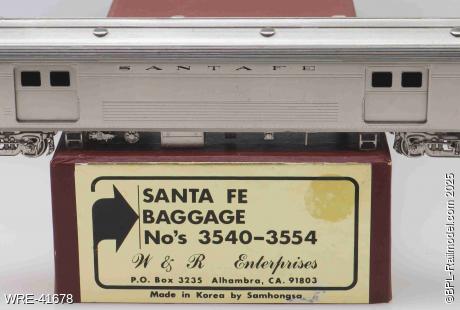 SANTA FE
SANTA FE
BAGGAGE
No's 3540-3554
W & R Enterprises
P.O. Box 3235 Alhambra, CA. 91803
Made in Korea by Samhongsa
WRE-41678
©BPL-Railmodel.com 2025